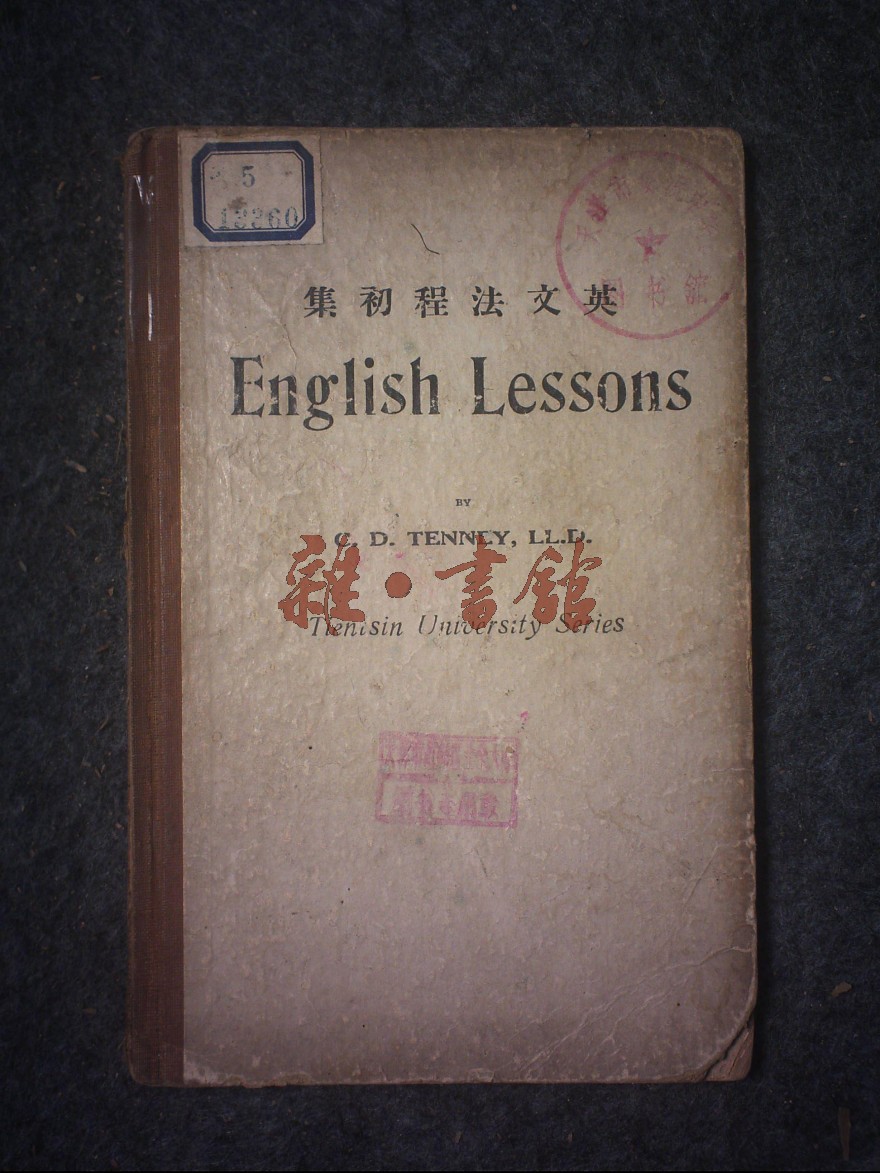 5
12260
集初程法文英
English Lessons
BY
C. D. TENNEY, LL.D.
雜·書館
Tientsin University Series